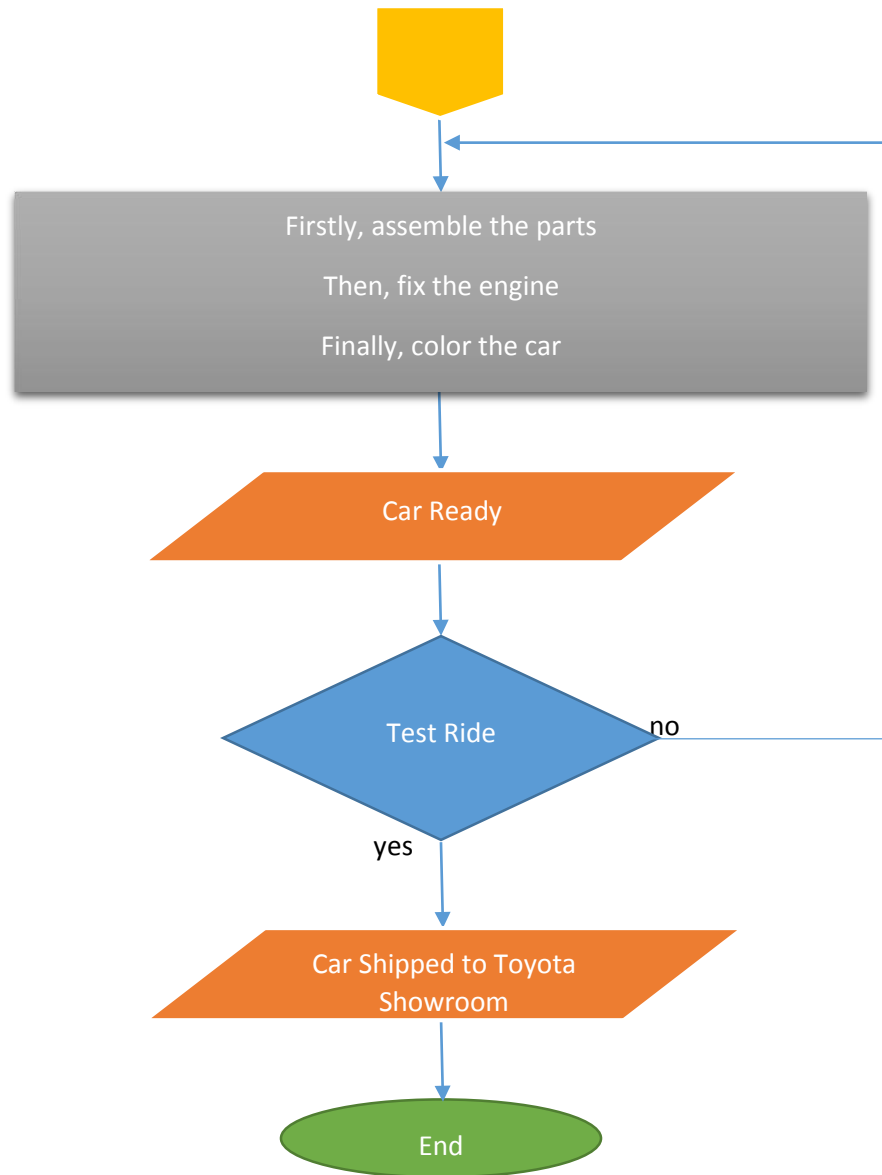 Firstly, assemble the parts
Then, fix the engine
Finally, color the car
Car Ready
Test Ride
no
yes
Car Shipped to Toyota
Showroom
End